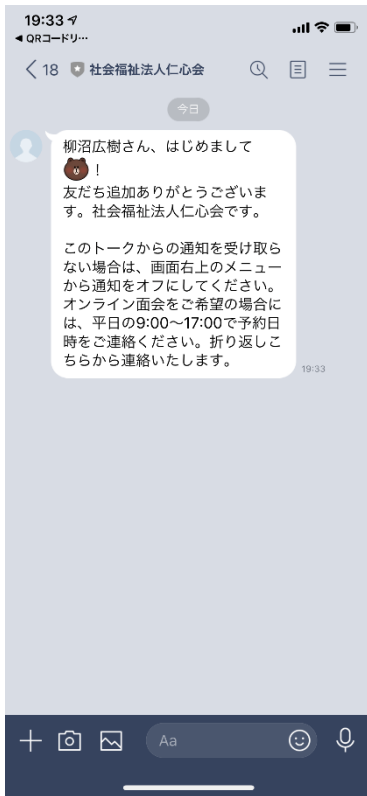 19:33
◀ QRコードリ…
18 社会福祉法人仁心会
今日
柳沼広樹さん、はじめまして
！
友だち追加ありがとうございま
す。社会福祉法人仁心会です。
このトークからの通知を受け取ら
ない場合は、画面右上のメニュー
から通知をオフにしてください。
オンライン面会をご希望の場合に
は、平日の9:00〜17:00で予約日
時をご連絡ください。折り返しこ
ちらから連絡いたします。
19:33
Aa